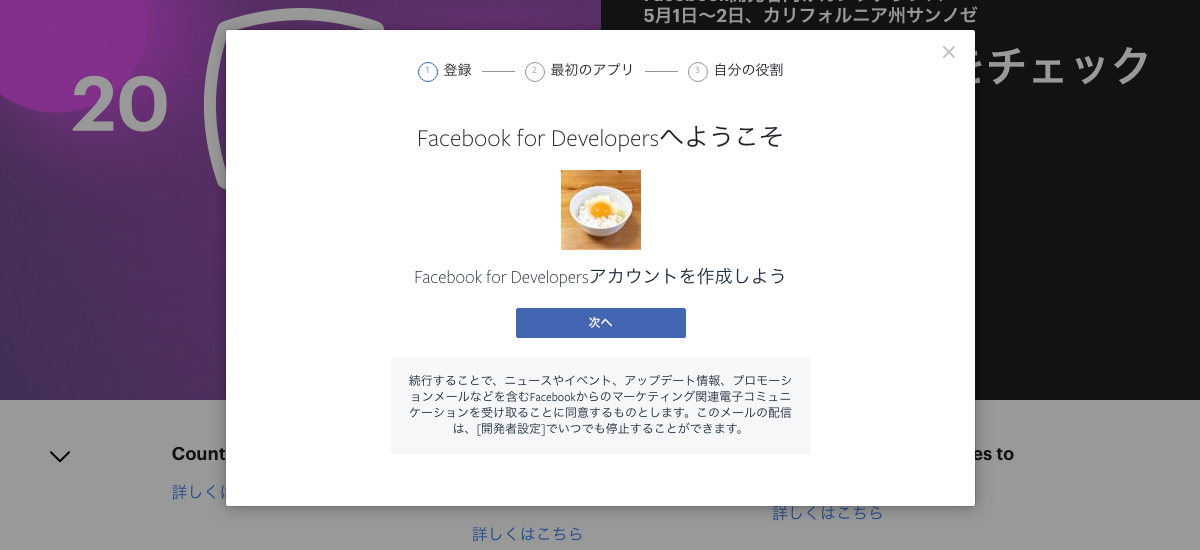 5月1日〜2日、カリフォルニア州サンノゼ
20
をチェック
1 登録 2 最初のアプリ 3 自分の役割
Facebook for Developersへようこそ
Facebook for Developersアカウントを作成しよう
次へ
続行することで、ニュースやイベント、アップデート情報、プロモーシ
ョンメールなどを含むFacebookからのマーケティング関連電子コミュニ
ケーションを受け取ることに同意するものとします。このメールの配信
は、[開発者設定]でいつでも停止することができます。
Count
es to
詳しくは
詳しくはこちら
詳しくはこちら